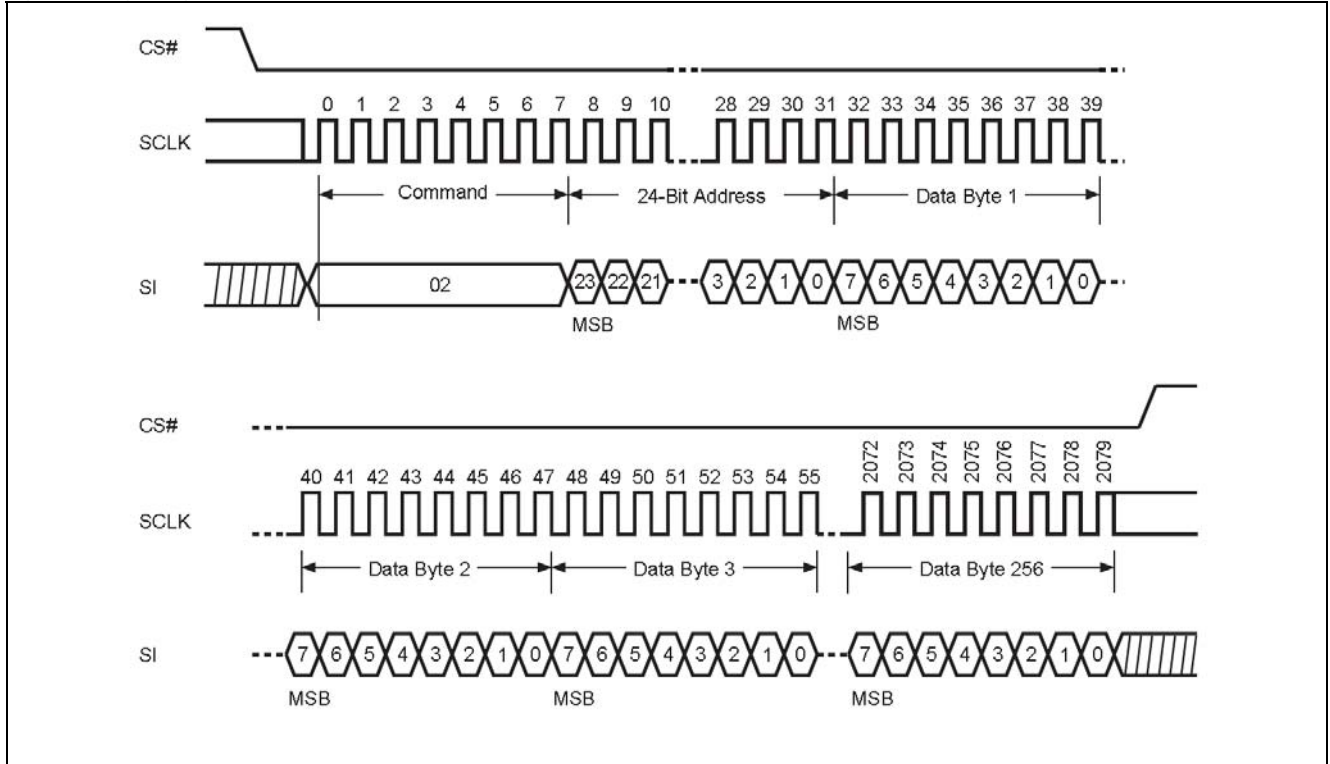 CS#
0 1 2 3 4 5 6 7 8 9 10 28 29 30 31 32 33 34 35 36 37 38 39
SCLK
Command 24-Bit Address Data Byte 1
SI 02 23 22 21 3 2 1 0 7 6 5 4 3 2 1 0
MSB MSB
CS#
2072 2073 2074 2075 2076 2077 2078 2079
40 41 42 43 44 45 46 47 48 49 50 51 52 53 54 55
SCLK
Data Byte 2 Data Byte 3 Data Byte 256
SI 7 6 5 4 3 2 1 0 7 6 5 4 3 2 1 0 7 6 5 4 3 2 1 0
MSB MSB MSB